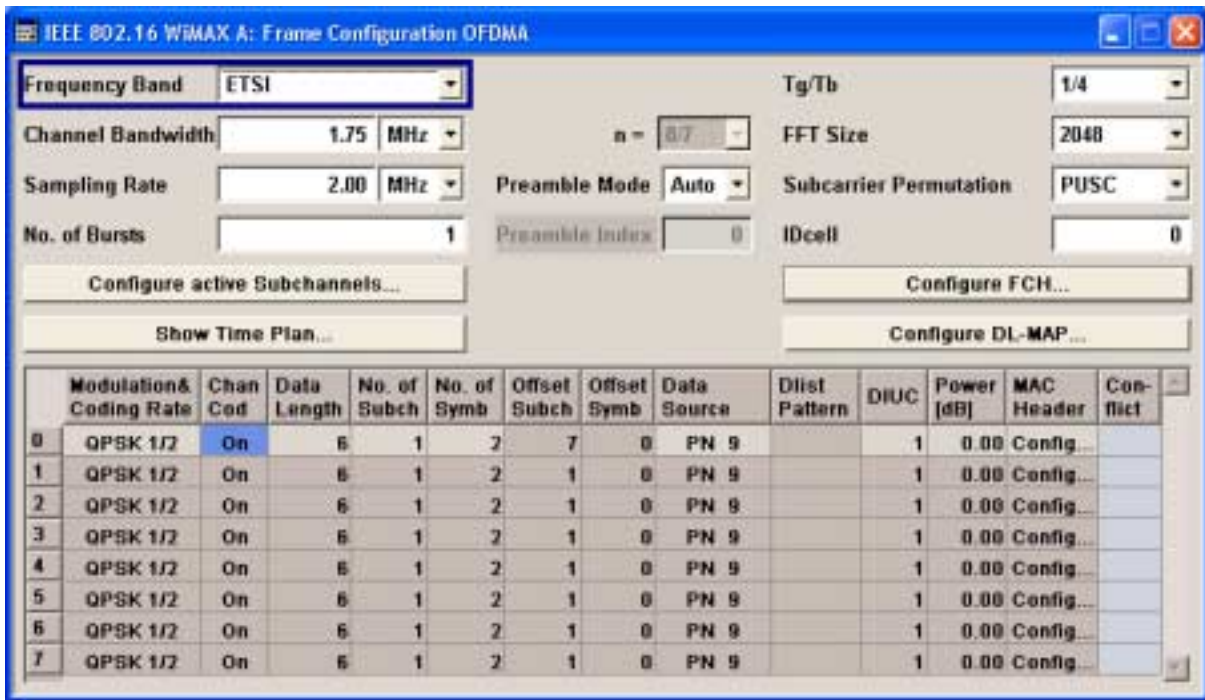 IEEE 802.16 WiMAX A: Frame Configuration OFDMA
Frequency Band ETSI Tg/Tb 1/4
Channel Bandwidth 1.75 MHz n = 8/7 FFT Size 2048
Sampling Rate 2.00 MHz Preamble Mode Auto Subcarrier Permutation PUSC
No. of Bursts 1 Preamble Index 0 IDcell 0
Configure active Subchannels... Configure FCH...
Show Time Plan... Configure DL-MAP...
Modulation& Chan Data No. of No. of Offset Offset Data Dlist DIUC Power MAC Con-
Coding Rate Cod Length Subch Symb Subch Symb Source Pattern [dB] Header flict
0 QPSK 1/2 On 6 1 2 7 0 PN 9 1 0.00 Config...
1 QPSK 1/2 On 6 1 2 1 0 PN 9 1 0.00 Config...
2 QPSK 1/2 On 6 1 2 1 0 PN 9 1 0.00 Config...
3 QPSK 1/2 On 6 1 2 1 0 PN 9 1 0.00 Config...
4 QPSK 1/2 On 6 1 2 1 0 PN 9 1 0.00 Config...
5 QPSK 1/2 On 6 1 2 1 0 PN 9 1 0.00 Config...
6 QPSK 1/2 On 6 1 2 1 0 PN 9 1 0.00 Config...
7 QPSK 1/2 On 6 1 2 1 0 PN 9 1 0.00 Config...